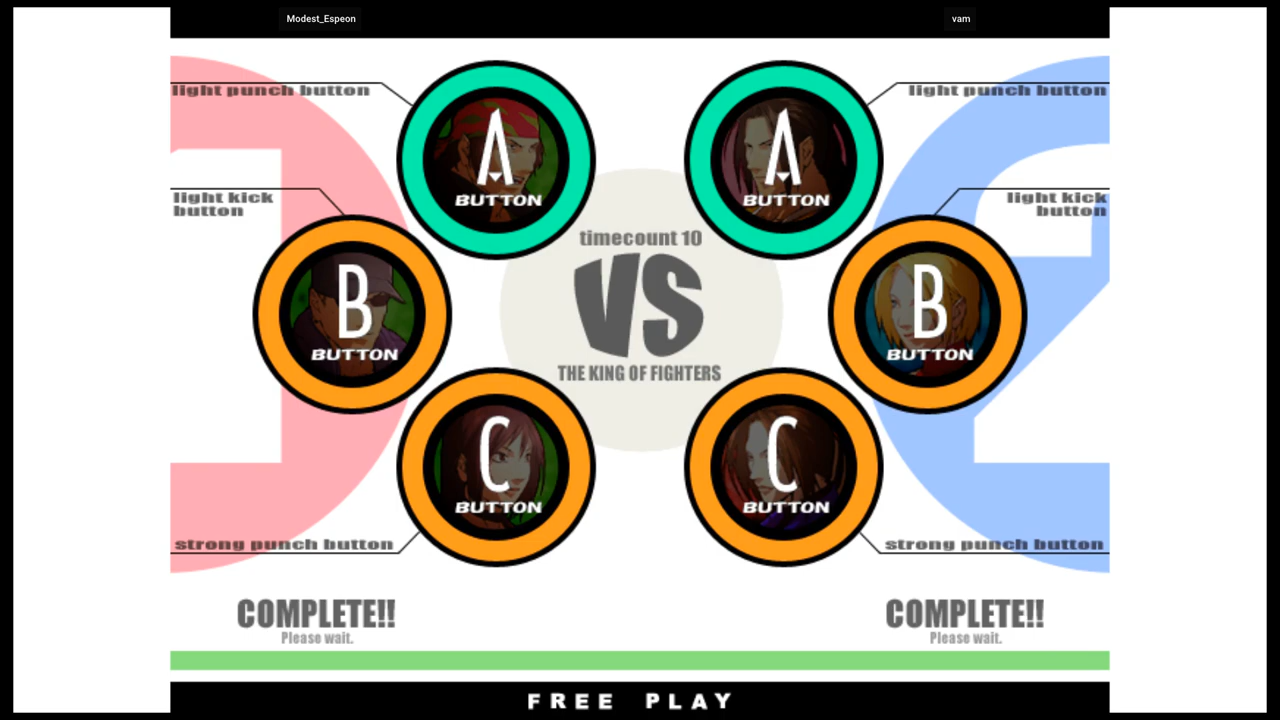 Modest_Espeon
vam
light punch button
light punch button
A
BUTTON
A
BUTTON
light kick
button
light kick
button
timecount 10
VS
THE KING OF FIGHTERS
B
BUTTON
B
BUTTON
C
BUTTON
C
BUTTON
strong punch button
strong punch button
COMPLETE!!
Please wait.
COMPLETE!!
Please wait.
FREE PLAY
1
2